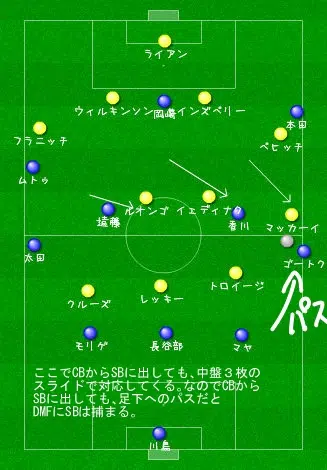 ライアン
ウィルキンソン
岡崎
インズベリー
本田
フラニッチ
ベヒッチ
ムトゥ
ルオンゴ
イェディナク
遠藤
香川
マッカーイ
太田
ゴートク
トロイージ
クルーズ
レッキー
パス
モリゲ
長谷部
マヤ
ここでCBからSBに出しても、中盤3枚の
スライドで対応してくる。なのでCBから
SBに出しても、足下へのパスだと
DMFにSBは捕まる。
川島